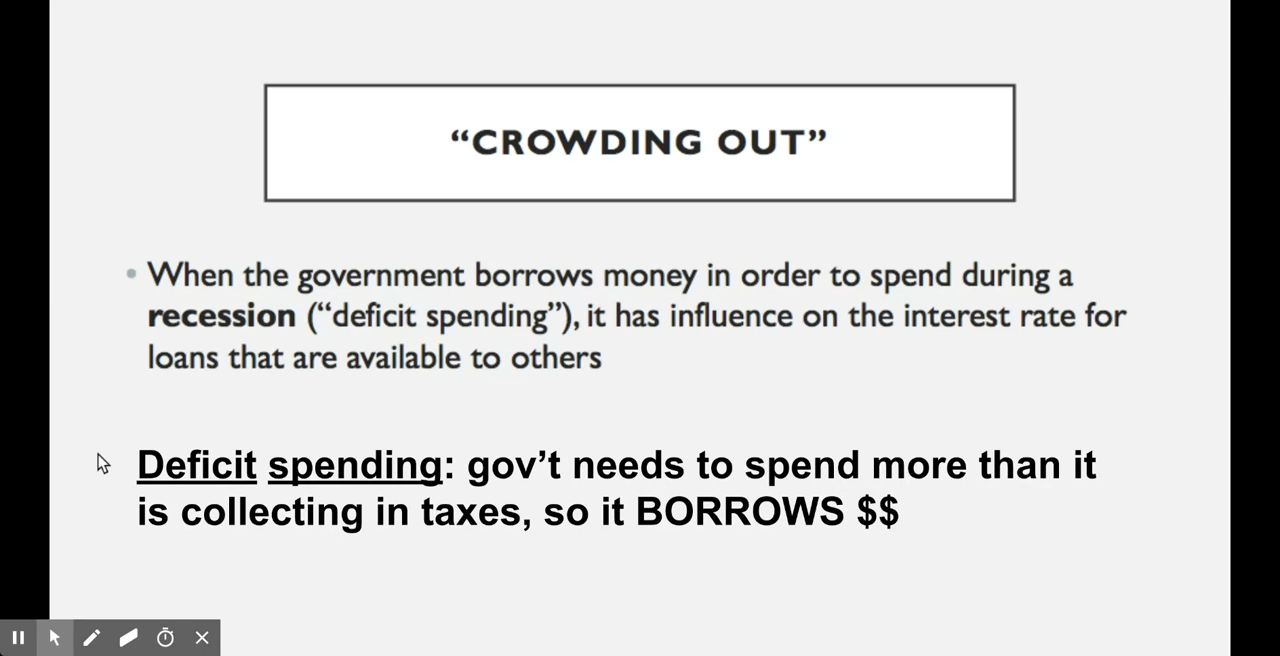 “CROWDING OUT”
• When the government borrows money in order to spend during a
recession (“deficit spending”), it has influence on the interest rate for
loans that are available to others
Deficit spending: gov’t needs to spend more than it
is collecting in taxes, so it BORROWS $$